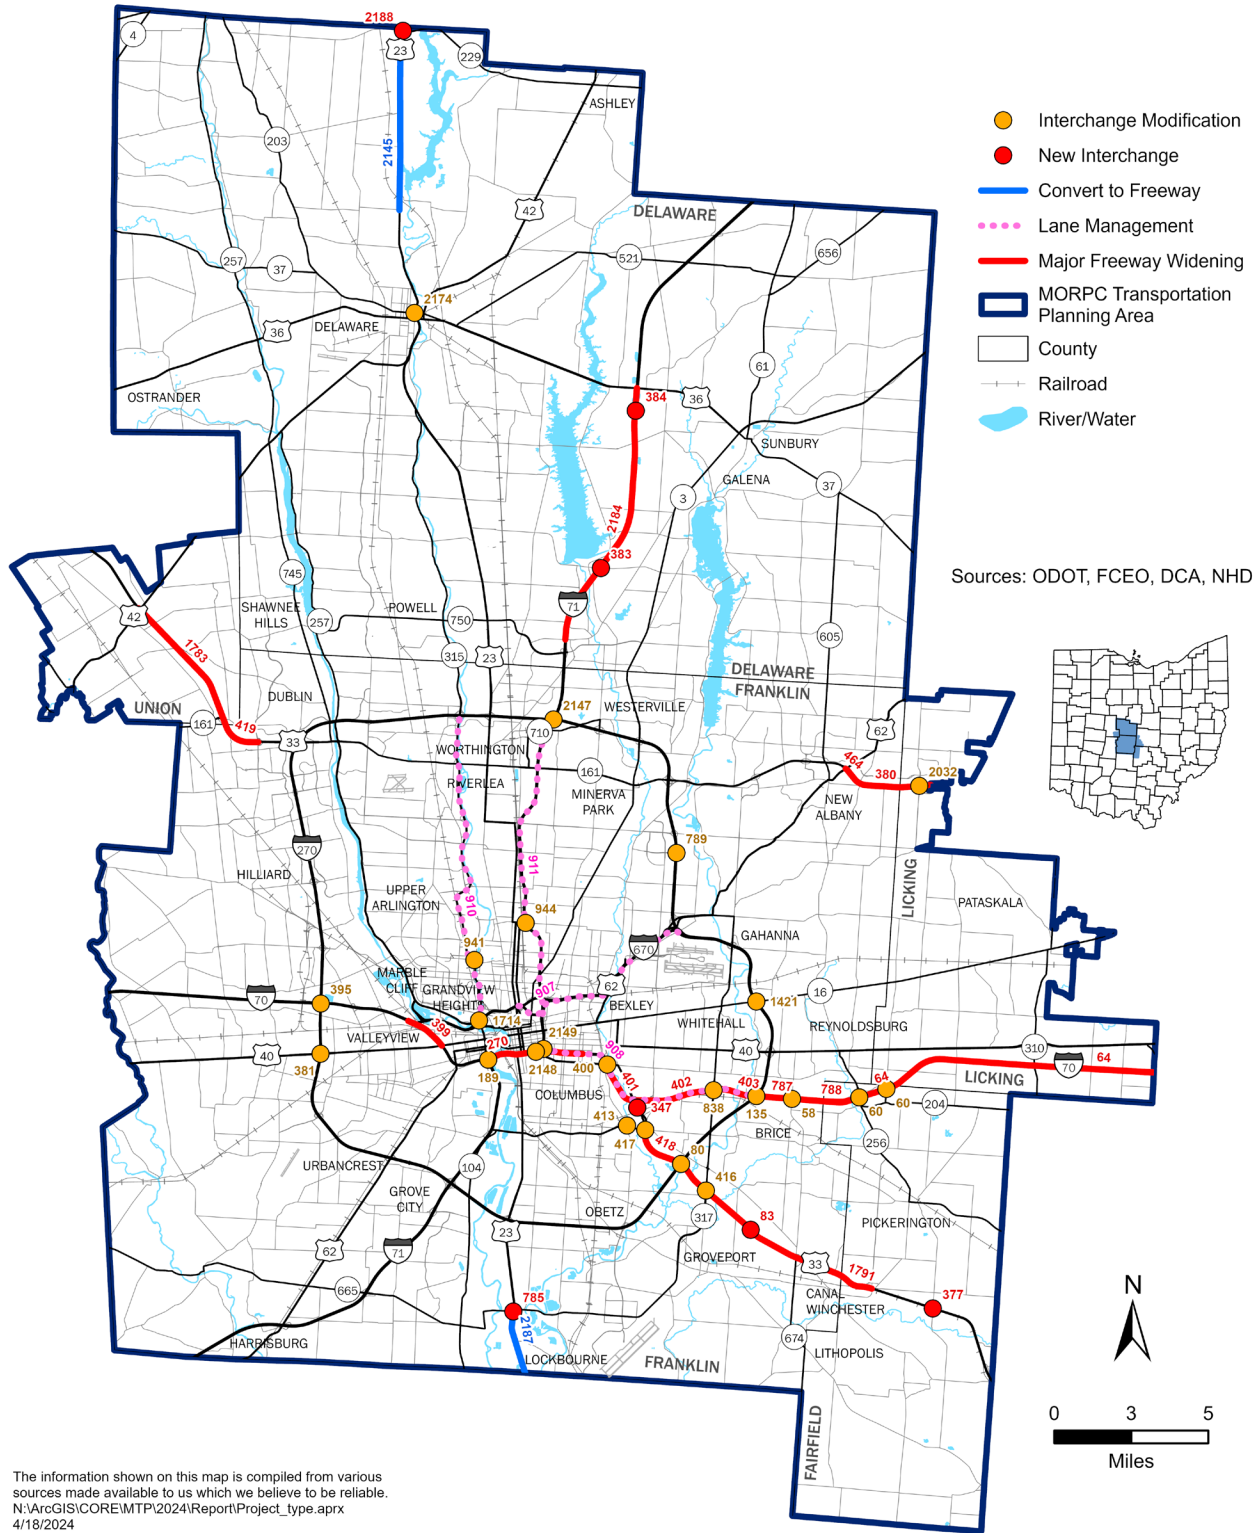 2188
4
23
229
ASHLEY
203
2145
42
DELAWARE
521
656
257
37
2174
36
DELAWARE
61
OSTRANDER
384
36
SUNBURY
GALENA
37
3
2184
383
745
71
SHAWNEE
HILLS
257
POWELL
750
42
605
1783
315
23
DELAWARE
FRANKLIN
UNION
DUBLIN
2147
WESTERVILLE
161
419
33
710
62
WORTHINGTON
161
464
380
2032
RIVERLEA
MINERVA
PARK
NEW
ALBANY
270
789
HILLIARD
911
UPPER
ARLINGTON
910
LICKING
PATASKALA
944
670
GAHANNA
941
MARBLE
CLIFF
GRANDVIEW
HEIGHTS
62
907
BEXLEY
395
70
16
1421
1714
399
WHITEHALL
REYNOLDSBURG
VALLEYVIEW
270
2149
908
40
310
40
381
189
2148
400
64
70
LICKING
COLUMBUS
401
402
403
787
788
64
347
838
135
58
60
60
204
413
417
418
BRICE
256
80
URBANCREST
104
416
GROVE
CITY
OBETZ
317
83
PICKERINGTON
23
62
71
GROVEPORT
33
1791
665
785
CANAL
WINCHESTER
377
2187
HARRISBURG
674
LITHOPOLIS
LOCKBOURNE
FRANKLIN
FAIRFIELD
Interchange Modification
New Interchange
Convert to Freeway
Lane Management
Major Freeway Widening
MORPC Transportation
Planning Area
County
Railroad
River/Water
Sources: ODOT, FCEO, DCA, NHD
N
0 3 5
Miles
The information shown on this map is compiled from various
sources made available to us which we believe to be reliable.
N:\ArcGIS\CORE\MTP\2024\Report\Project_type.aprx
4/18/2024